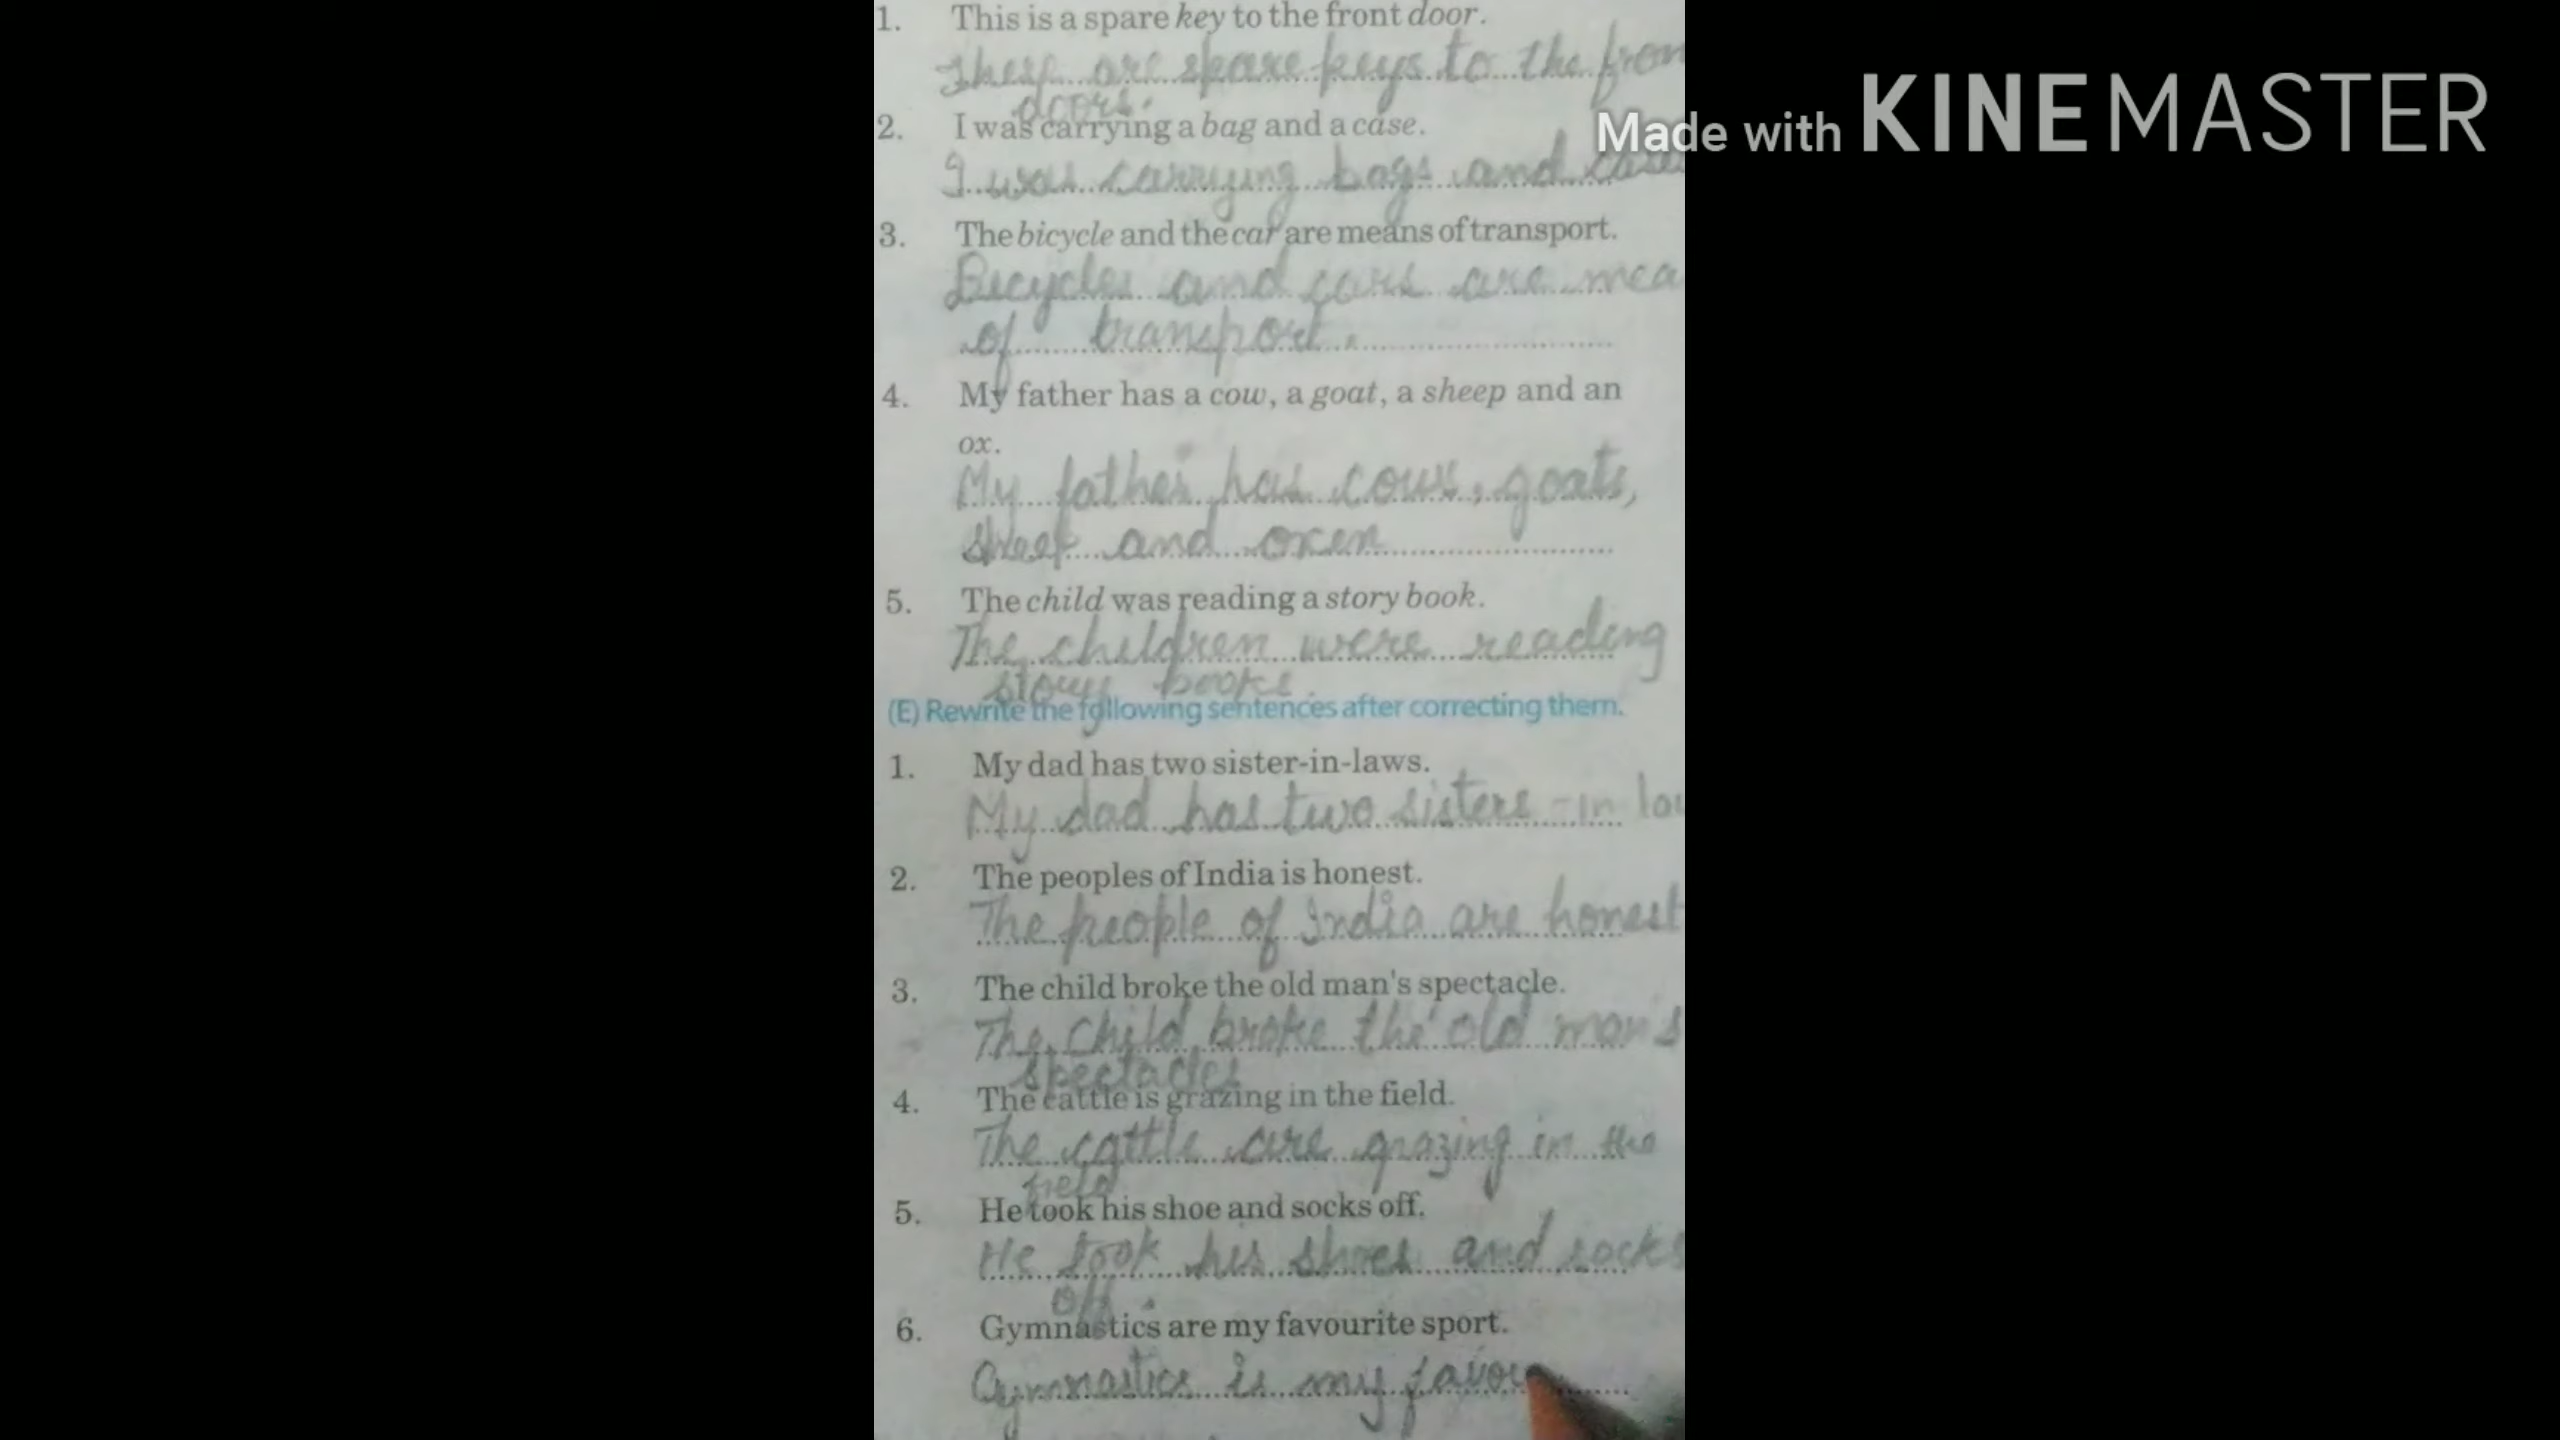 1. This is a spare key to the front door.
These are spare keys to the fron
doors.
Made with KINEMASTER
2. I was carrying a bag and a case.
I was carrying bags and cases
3. The bicycle and the car are means of transport.
Bicycles and cars are mea
of transport.
4. My father has a cow, a goat, a sheep and an
ox.
My father has cows, goats,
sheep and oxen
5. The child was reading a story book.
The children were reading
story books.
(E) Rewrite the following sentences after correcting them.
1. My dad has two sister-in-laws.
My dad has two sisters-in law
2. The peoples of India is honest.
The people of India are honest
3. The child broke the old man's spectacle.
The child broke the old man's
spectacles
4. The cattle is grazing in the field.
The cattle are grazing in the
field
5. He took his shoe and socks off.
He took his shoes and socks
off.
6. Gymnastics are my favourite sport.
Gymnastics is my favou